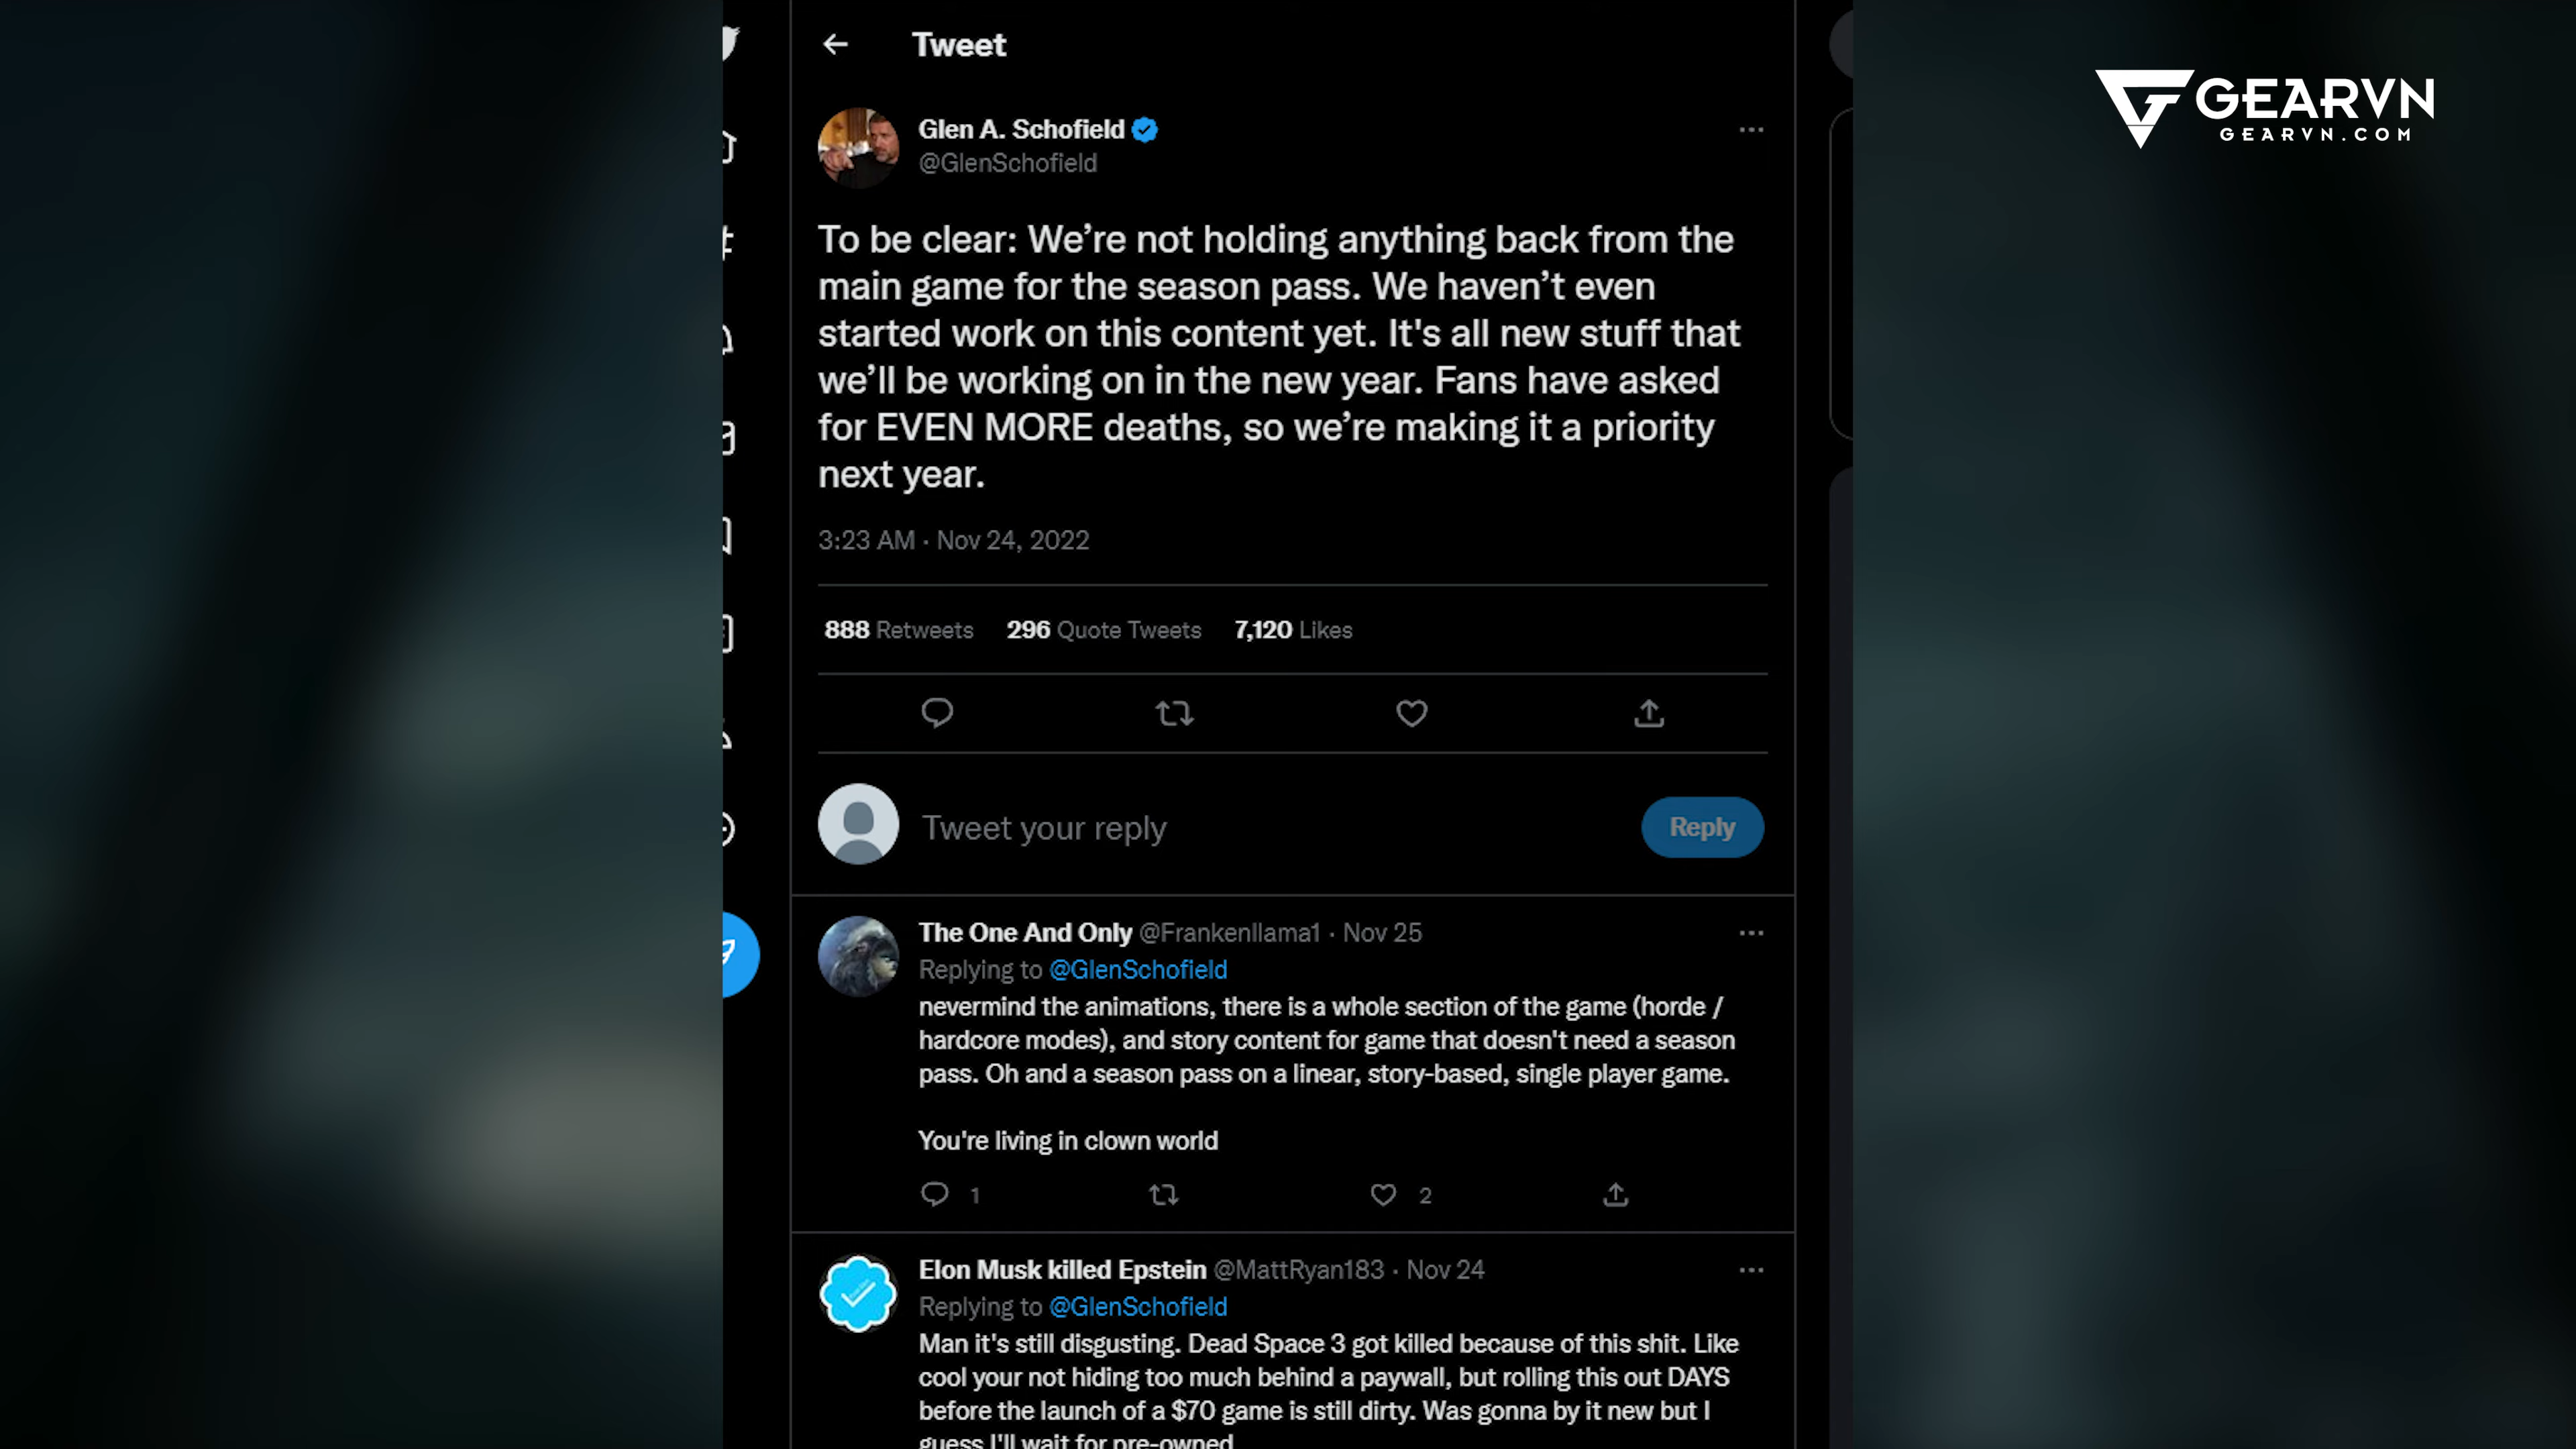 Tweet
GEARVN
GEARVN.COM
Glen A. Schofield
@GlenSchofield
To be clear: We’re not holding anything back from the
main game for the season pass. We haven’t even
started work on this content yet. It's all new stuff that
we’ll be working on in the new year. Fans have asked
for EVEN MORE deaths, so we’re making it a priority
next year.
3:23 AM · Nov 24, 2022
888 Retweets 296 Quote Tweets 7,120 Likes
Tweet your reply
Reply
The One And Only @Frankenllama1 · Nov 25
Replying to @GlenSchofield
nevermind the animations, there is a whole section of the game (horde /
hardcore modes), and story content for game that doesn't need a season
pass. Oh and a season pass on a linear, story-based, single player game.
You're living in clown world
1 2
Elon Musk killed Epstein @MattRyan183 · Nov 24
Replying to @GlenSchofield
Man it's still disgusting. Dead Space 3 got killed because of this shit. Like
cool your not hiding too much behind a paywall, but rolling this out DAYS
before the launch of a $70 game is still dirty. Was gonna by it new but I
guess I'll wait for pre-owned